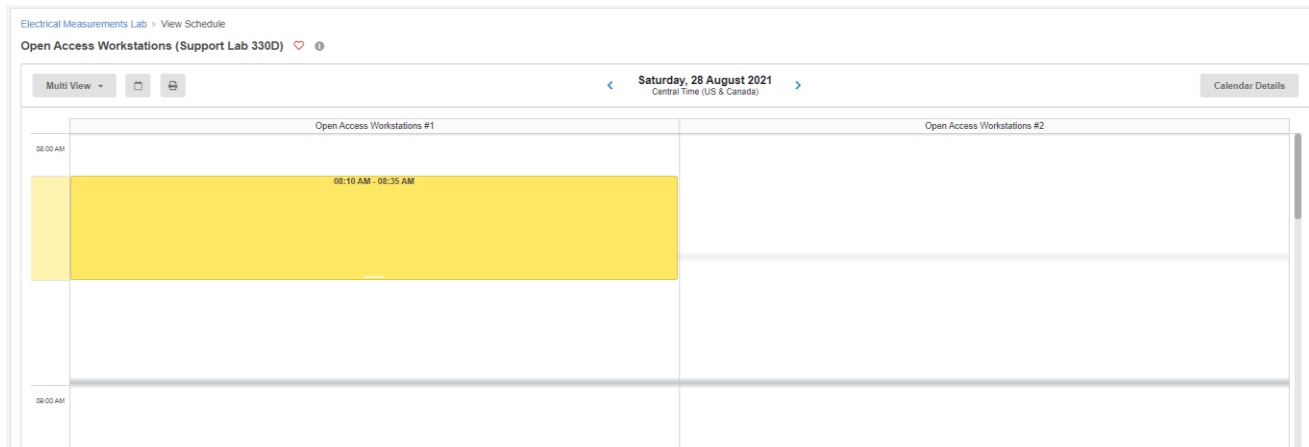 Electrical Measurements Lab > View Schedule
Open Access Workstations (Support Lab 330D)
Multi View
Saturday, 28 August 2021
Central Time (US & Canada)
Calendar Details
Open Access Workstations #1
Open Access Workstations #2
08:00 AM
08:10 AM - 08:35 AM
09:00 AM